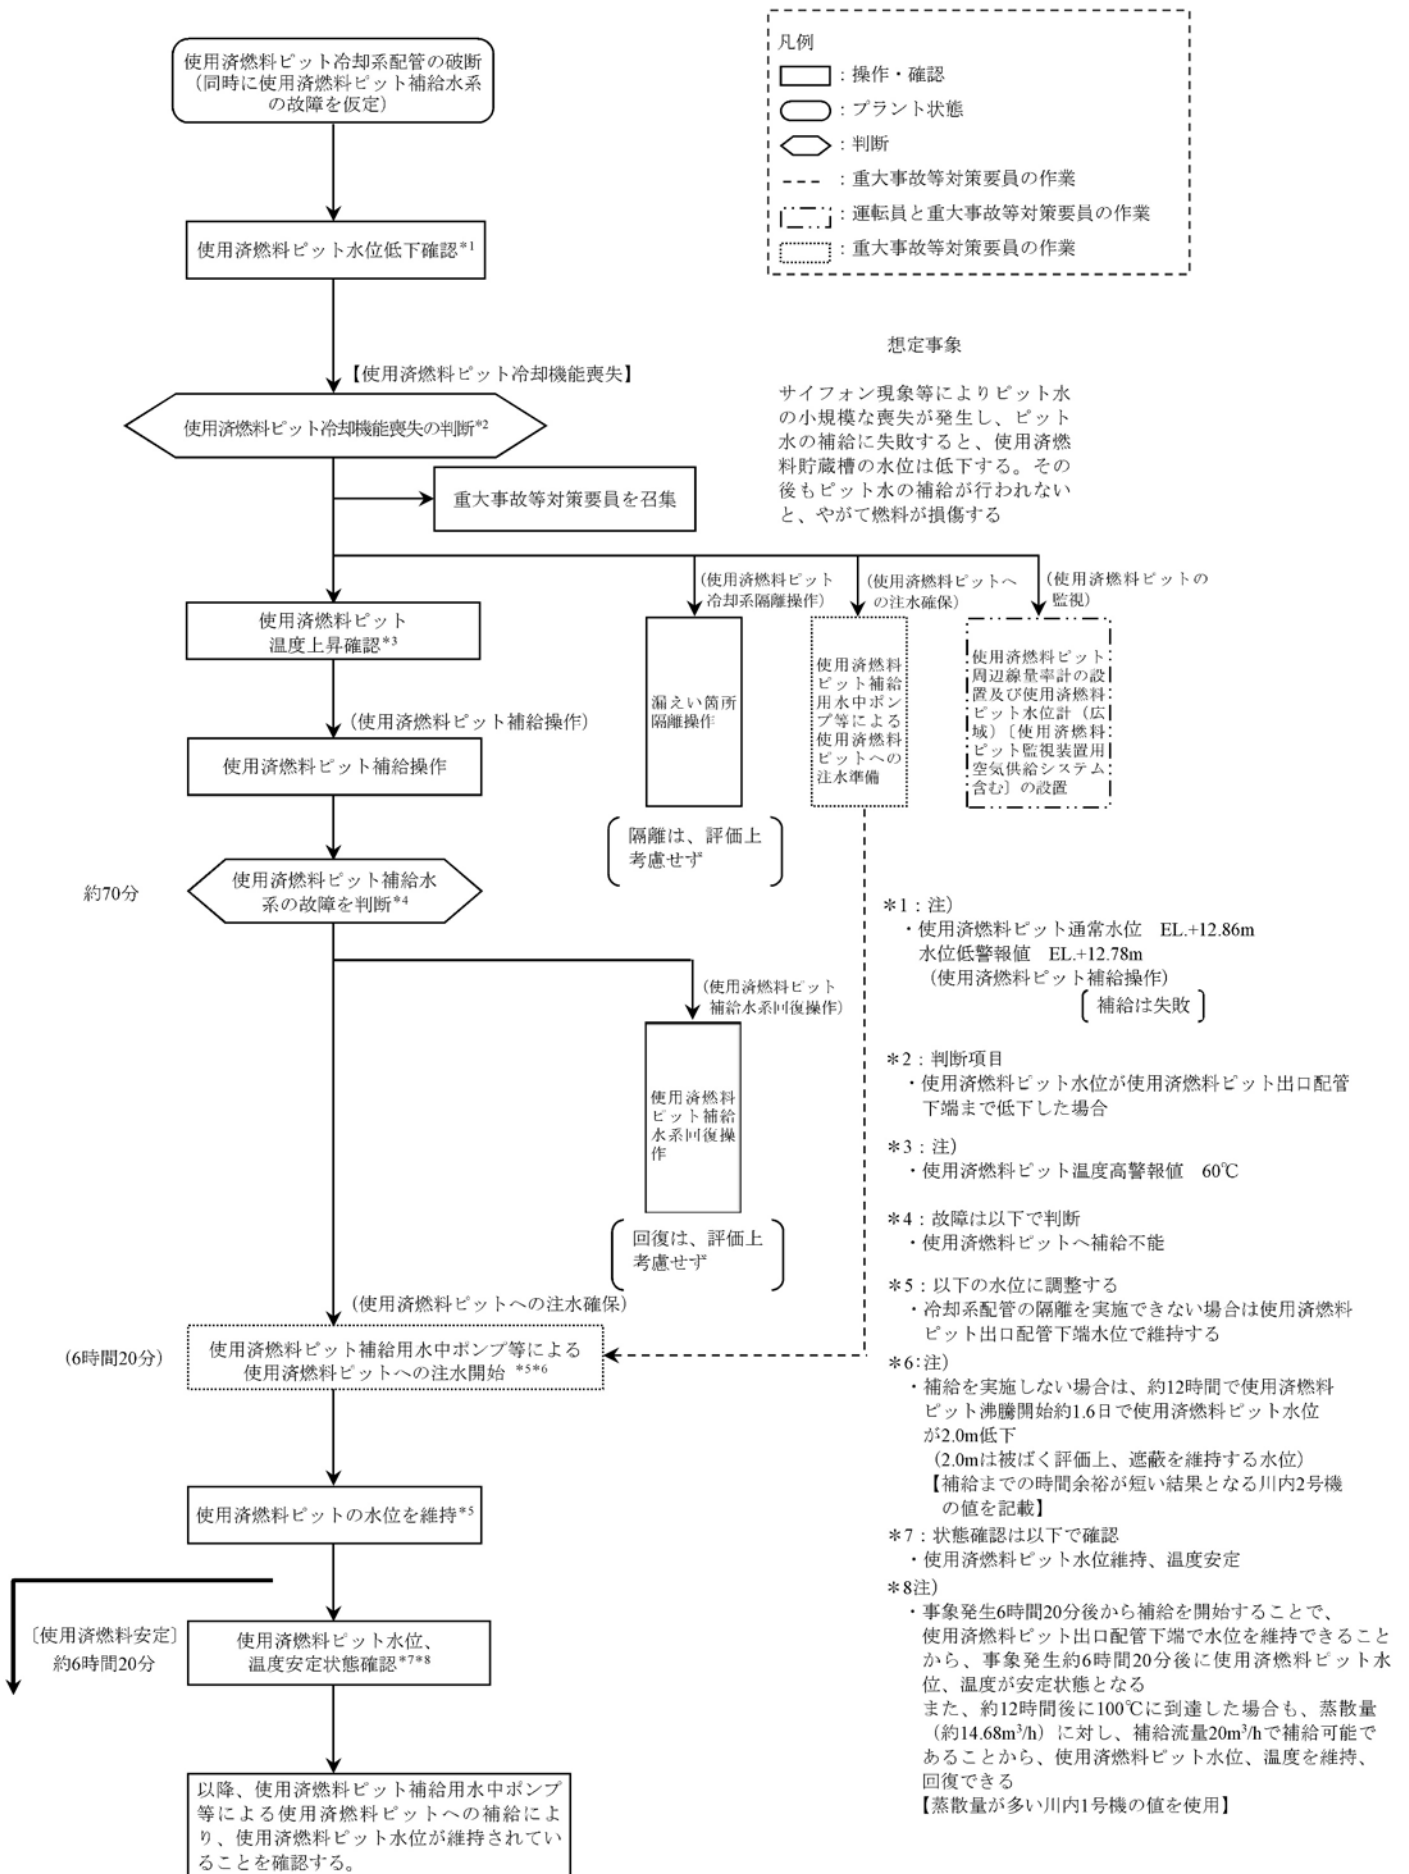 使用済燃料ピット冷却系配管の破断
（同時に使用済燃料ピット補給水系
の故障を仮定）
凡例
：操作・確認
：プラント状態
：判断
：重大事故等対策要員の作業
：運転員と重大事故等対策要員の作業
：重大事故等対策要員の作業
使用済燃料ピット水位低下確認*1
想定事象
サイフォン現象等によりピット水
の小規模な喪失が発生し、ピット
水の補給に失敗すると、使用済燃
料貯蔵槽の水位は低下する。その
後もピット水の補給が行われない
と、やがて燃料が損傷する
【使用済燃料ピット冷却機能喪失】
使用済燃料ピット冷却機能喪失の判断*2
重大事故等対策要員を召集
（使用済燃料ピット
冷却系隔離操作）
（使用済燃料ピットへ
の注水確保）
（使用済燃料ピットの
監視）
使用済燃料ピット
温度上昇確認*3
漏えい箇所
隔離操作
使用済燃料
ピット補給
用水中ポン
プ等による
使用済燃料
ピットへの
注水準備
使用済燃料ピット
周辺線量率計の設
置及び使用済燃料
ピット水位計（広
域）〔使用済燃料
ピット監視装置用
空気供給システム
含む〕の設置
（使用済燃料ピット補給操作）
使用済燃料ピット補給操作
隔離は、評価上
考慮せず
約70分
使用済燃料ピット補給水
系の故障を判断*4
（使用済燃料ピット
補給水系回復操作）
使用済燃料
ピット補給
水系回復操
作
回復は、評価上
考慮せず
＊1：注）
・使用済燃料ピット通常水位　EL.+12.86m
水位低警報値　EL.+12.78m
（使用済燃料ピット補給操作）
補給は失敗
＊2：判断項目
・使用済燃料ピット水位が使用済燃料ピット出口配管
下端まで低下した場合
＊3：注）
・使用済燃料ピット温度高警報値　60℃
＊4：故障は以下で判断
・使用済燃料ピットへ補給不能
＊5：以下の水位に調整する
・冷却系配管の隔離を実施できない場合は使用済燃料
ピット出口配管下端水位で維持する
＊6：注）
・補給を実施しない場合は、約12時間で使用済燃料
ピット沸騰開始約1.6日で使用済燃料ピット水位
が2.0m低下
（2.0mは被ばく評価上、遮蔽を維持する水位）
【補給までの時間余裕が短い結果となる川内2号機
の値を記載】
＊7：状態確認は以下で確認
・使用済燃料ピット水位維持、温度安定
＊8注）
・事象発生6時間20分後から補給を開始することで、
使用済燃料ピット出口配管下端で水位を維持できること
から、事象発生約6時間20分後に使用済燃料ピット水
位、温度が安定状態となる
また、約12時間後に100℃に到達した場合も、蒸散量
（約14.68m³/h）に対し、補給流量20m³/hで補給可能で
あることから、使用済燃料ピット水位、温度を維持、
回復できる
【蒸散量が多い川内1号機の値を使用】
（使用済燃料ピットへの注水確保）
（6時間20分）
使用済燃料ピット補給用水中ポンプ等による
使用済燃料ピットへの注水開始 *5*6
使用済燃料ピットの水位を維持*5
〔使用済燃料安定〕
約6時間20分
使用済燃料ピット水位、
温度安定状態確認*7*8
以降、使用済燃料ピット補給用水中ポンプ
等による使用済燃料ピットへの補給によ
り、使用済燃料ピット水位が維持されてい
ることを確認する。